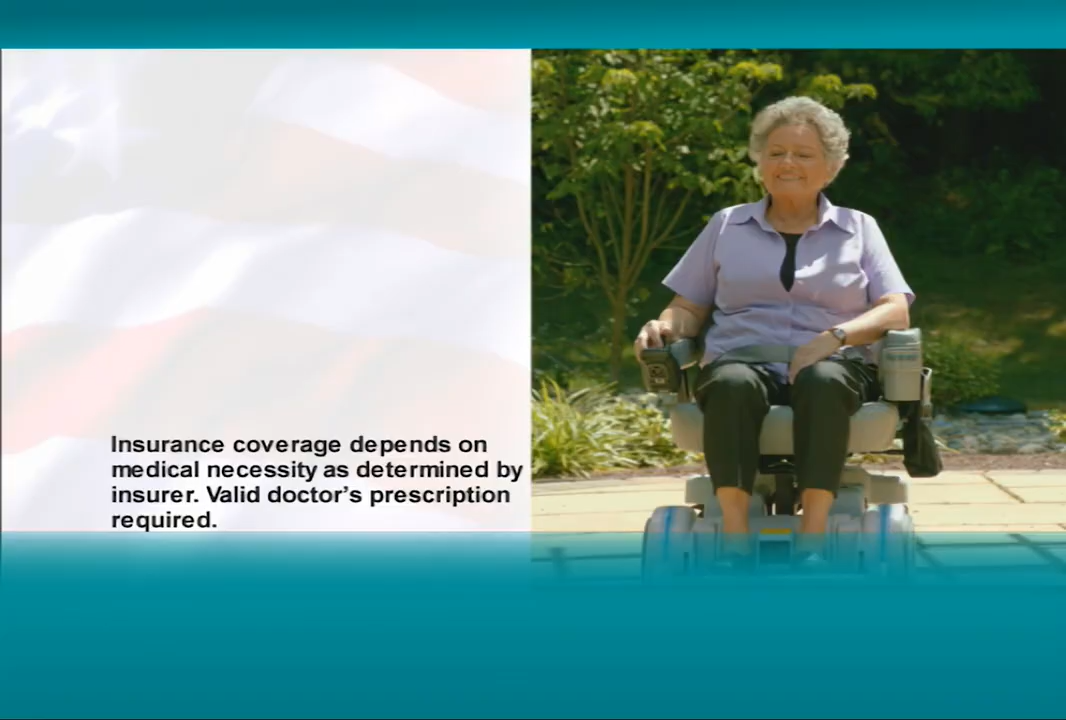 Insurance coverage depends on
medical necessity as determined by
insurer. Valid doctor’s prescription
required.